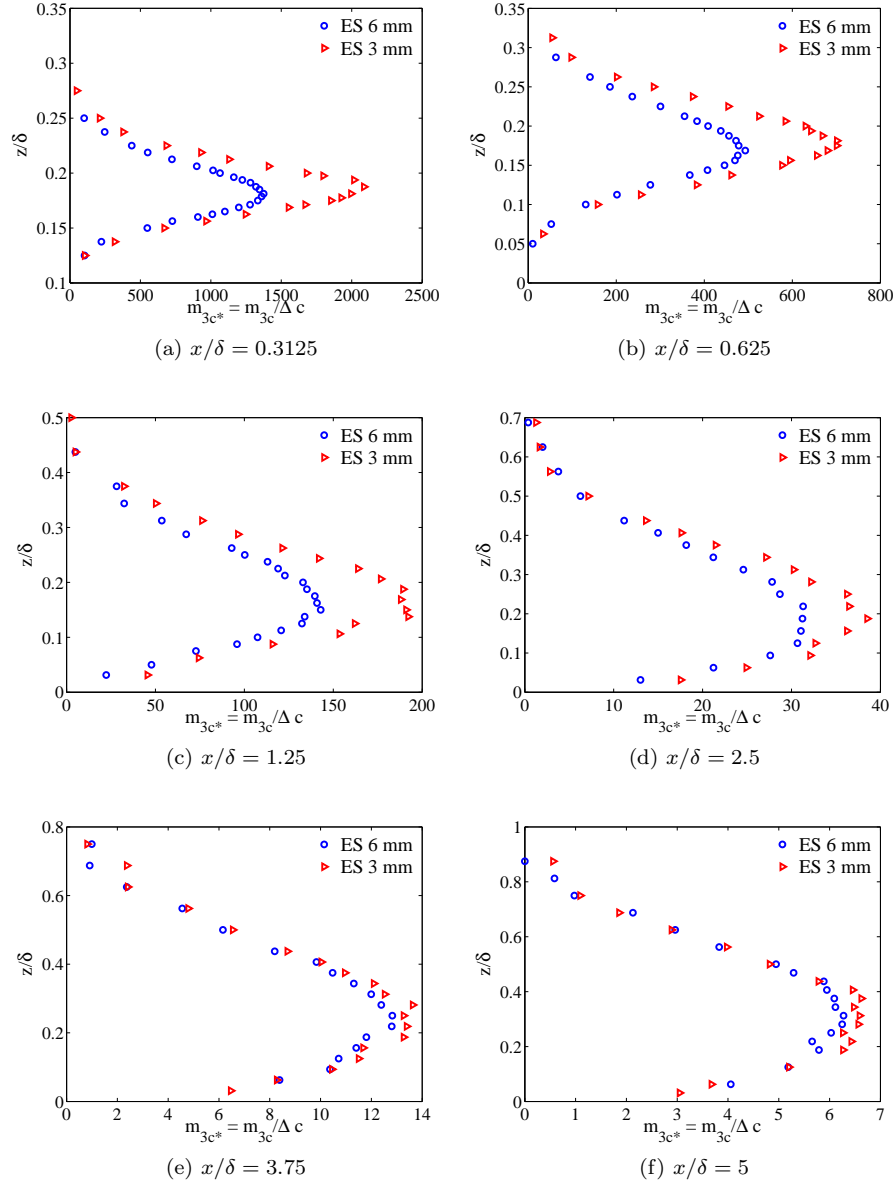 0.35
0.3
0.25
0.2
0.15
0.1
z/δ
0 500 1000 1500 2000 2500
m3c* = m3c/Δ c
ES 6 mm
ES 3 mm
(a) x/δ = 0.3125
0.35
0.3
0.25
0.2
0.15
0.1
0.05
0
z/δ
0 200 400 600 800
m3c* = m3c/Δ c
ES 6 mm
ES 3 mm
(b) x/δ = 0.625
0.5
0.4
0.3
0.2
0.1
0
z/δ
0 50 100 150 200
m3c* = m3c/Δ c
ES 6 mm
ES 3 mm
(c) x/δ = 1.25
0.7
0.6
0.5
0.4
0.3
0.2
0.1
0
z/δ
0 10 20 30 40
m3c* = m3c/Δ c
ES 6 mm
ES 3 mm
(d) x/δ = 2.5
0.8
0.6
0.4
0.2
0
z/δ
0 2 4 6 8 10 12 14
m3c* = m3c/Δ c
ES 6 mm
ES 3 mm
(e) x/δ = 3.75
1
0.8
0.6
0.4
0.2
0
z/δ
0 1 2 3 4 5 6 7
m3c* = m3c/Δ c
ES 6 mm
ES 3 mm
(f) x/δ = 5